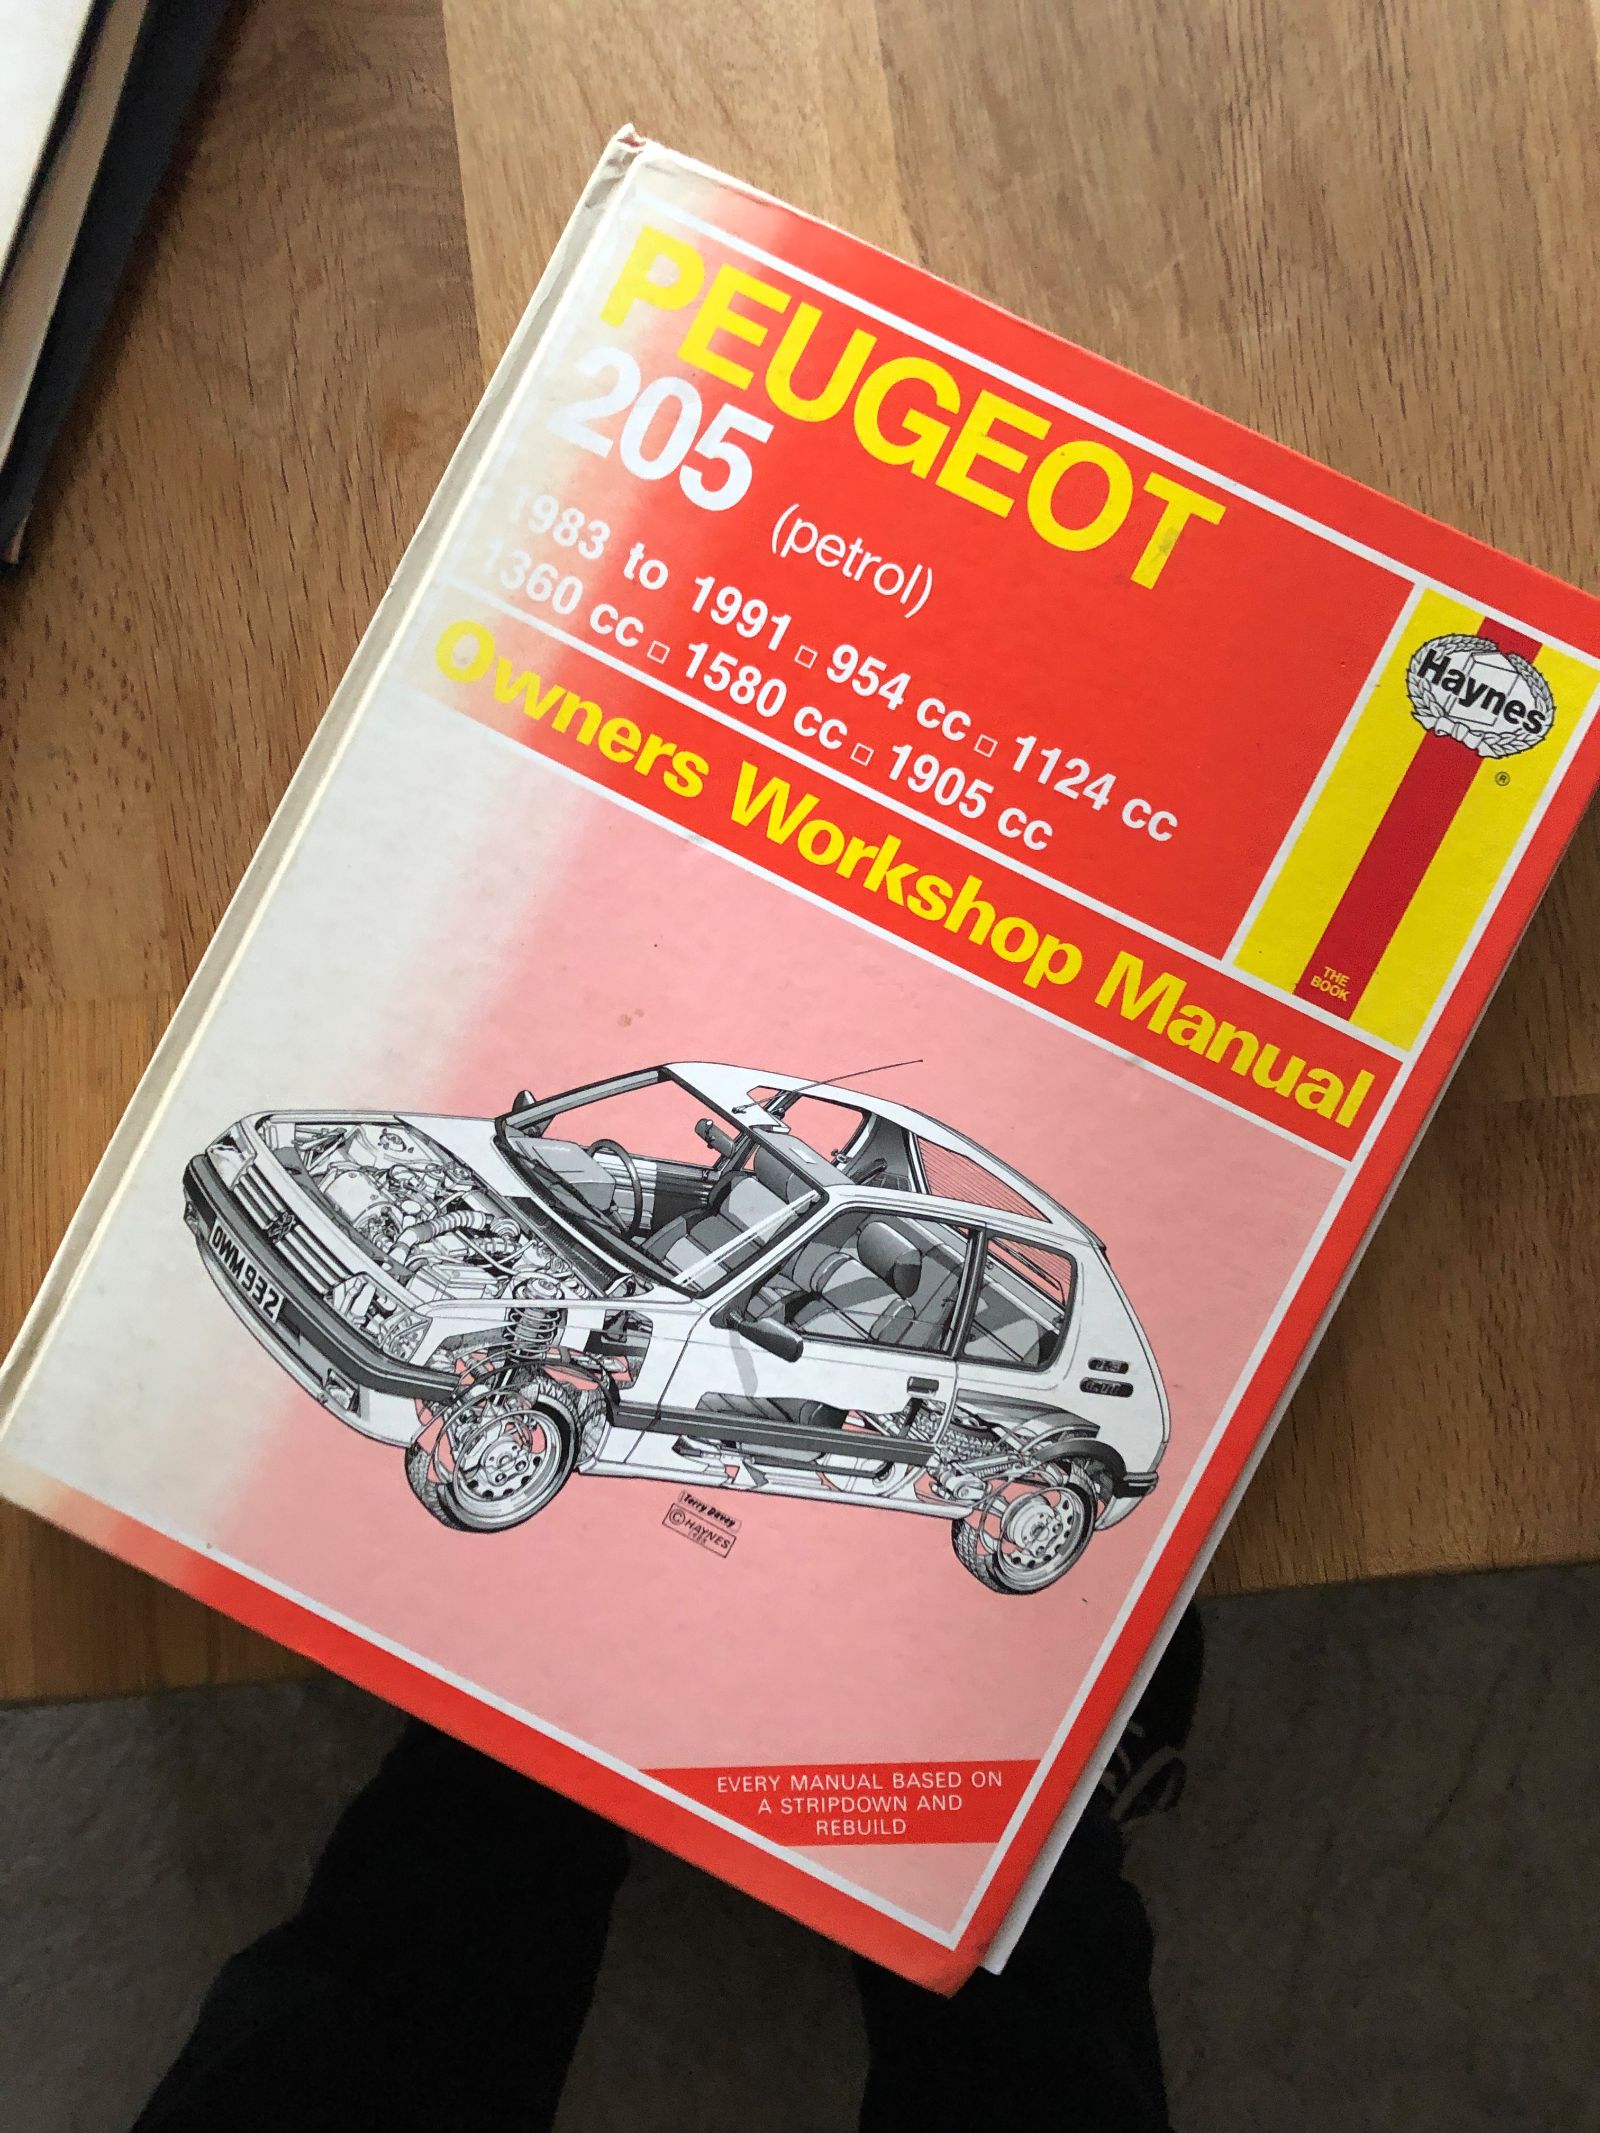 PEUGEOT
205 (petrol)
1983 to 1991 □ 954 cc □ 1124 cc
1360 cc □ 1580 cc □ 1905 cc
Owners Workshop Manual
Haynes
®
THE
BOOK
OWM 932
Terry Davey
© HAYNES
EVERY MANUAL BASED ON
A STRIPDOWN AND
REBUILD